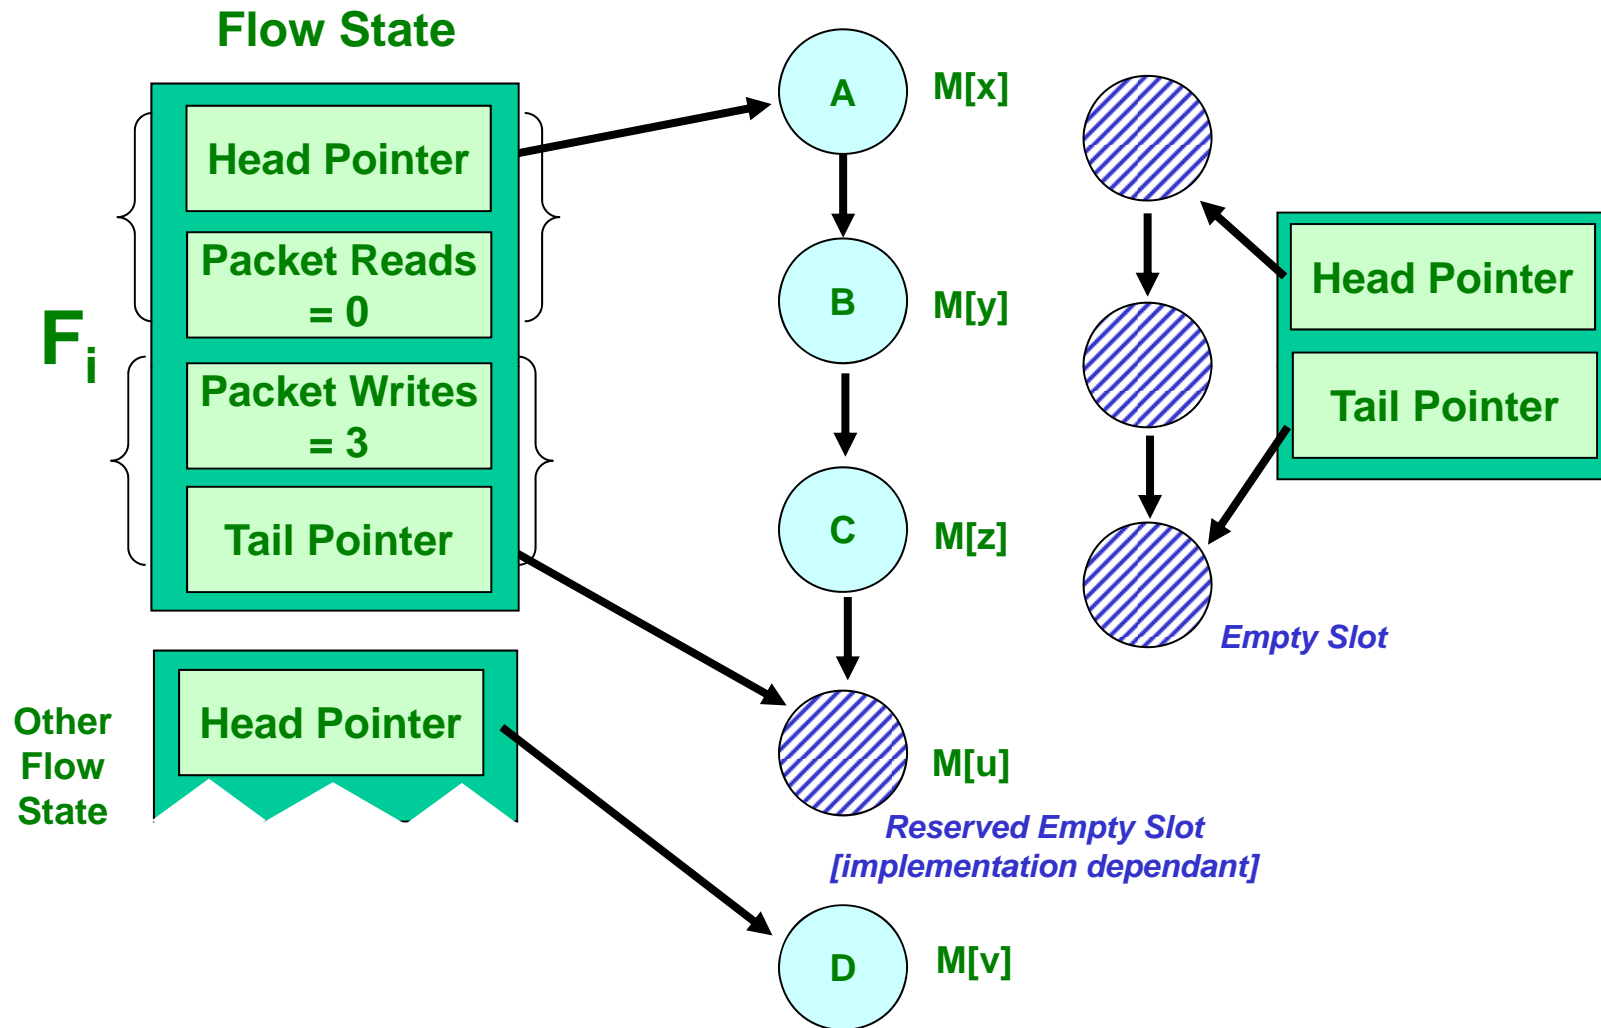 Flow State
Head Pointer
Packet Reads
= 0
Packet Writes
= 3
Tail Pointer
Fi
Other
Flow
State
Head Pointer
A
M[x]
B
M[y]
C
M[z]
M[u]
Reserved Empty Slot
[implementation dependant]
D
M[v]
Head Pointer
Tail Pointer
Empty Slot